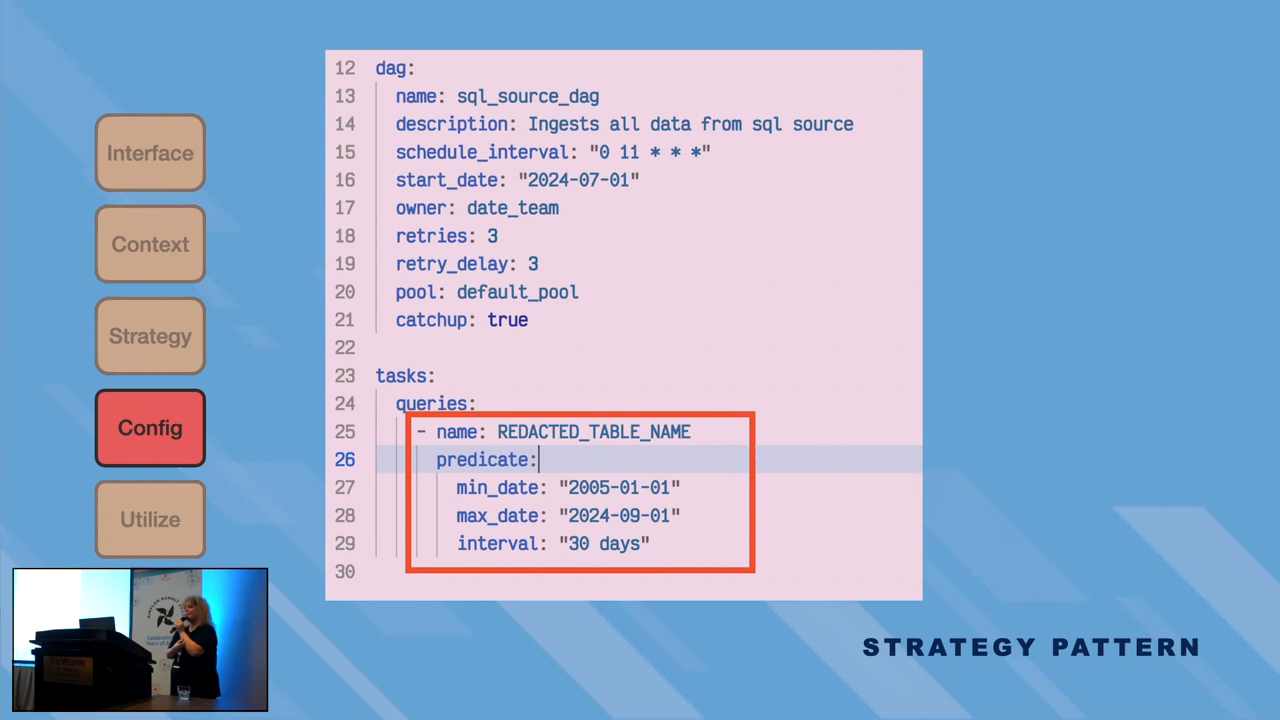 Interface
Context
Strategy
Config
Utilize
12 dag:
13 name: sql_source_dag
14 description: Ingests all data from sql source
15 schedule_interval: "0 11 * * *"
16 start_date: "2024-07-01"
17 owner: date_team
18 retries: 3
19 retry_delay: 3
20 pool: default_pool
21 catchup: true
22
23 tasks:
24 queries:
25 - name: REDACTED_TABLE_NAME
26 predicate:
27 min_date: "2005-01-01"
28 max_date: "2024-09-01"
29 interval: "30 days"
30
STRATEGY PATTERN
THE WESTIN